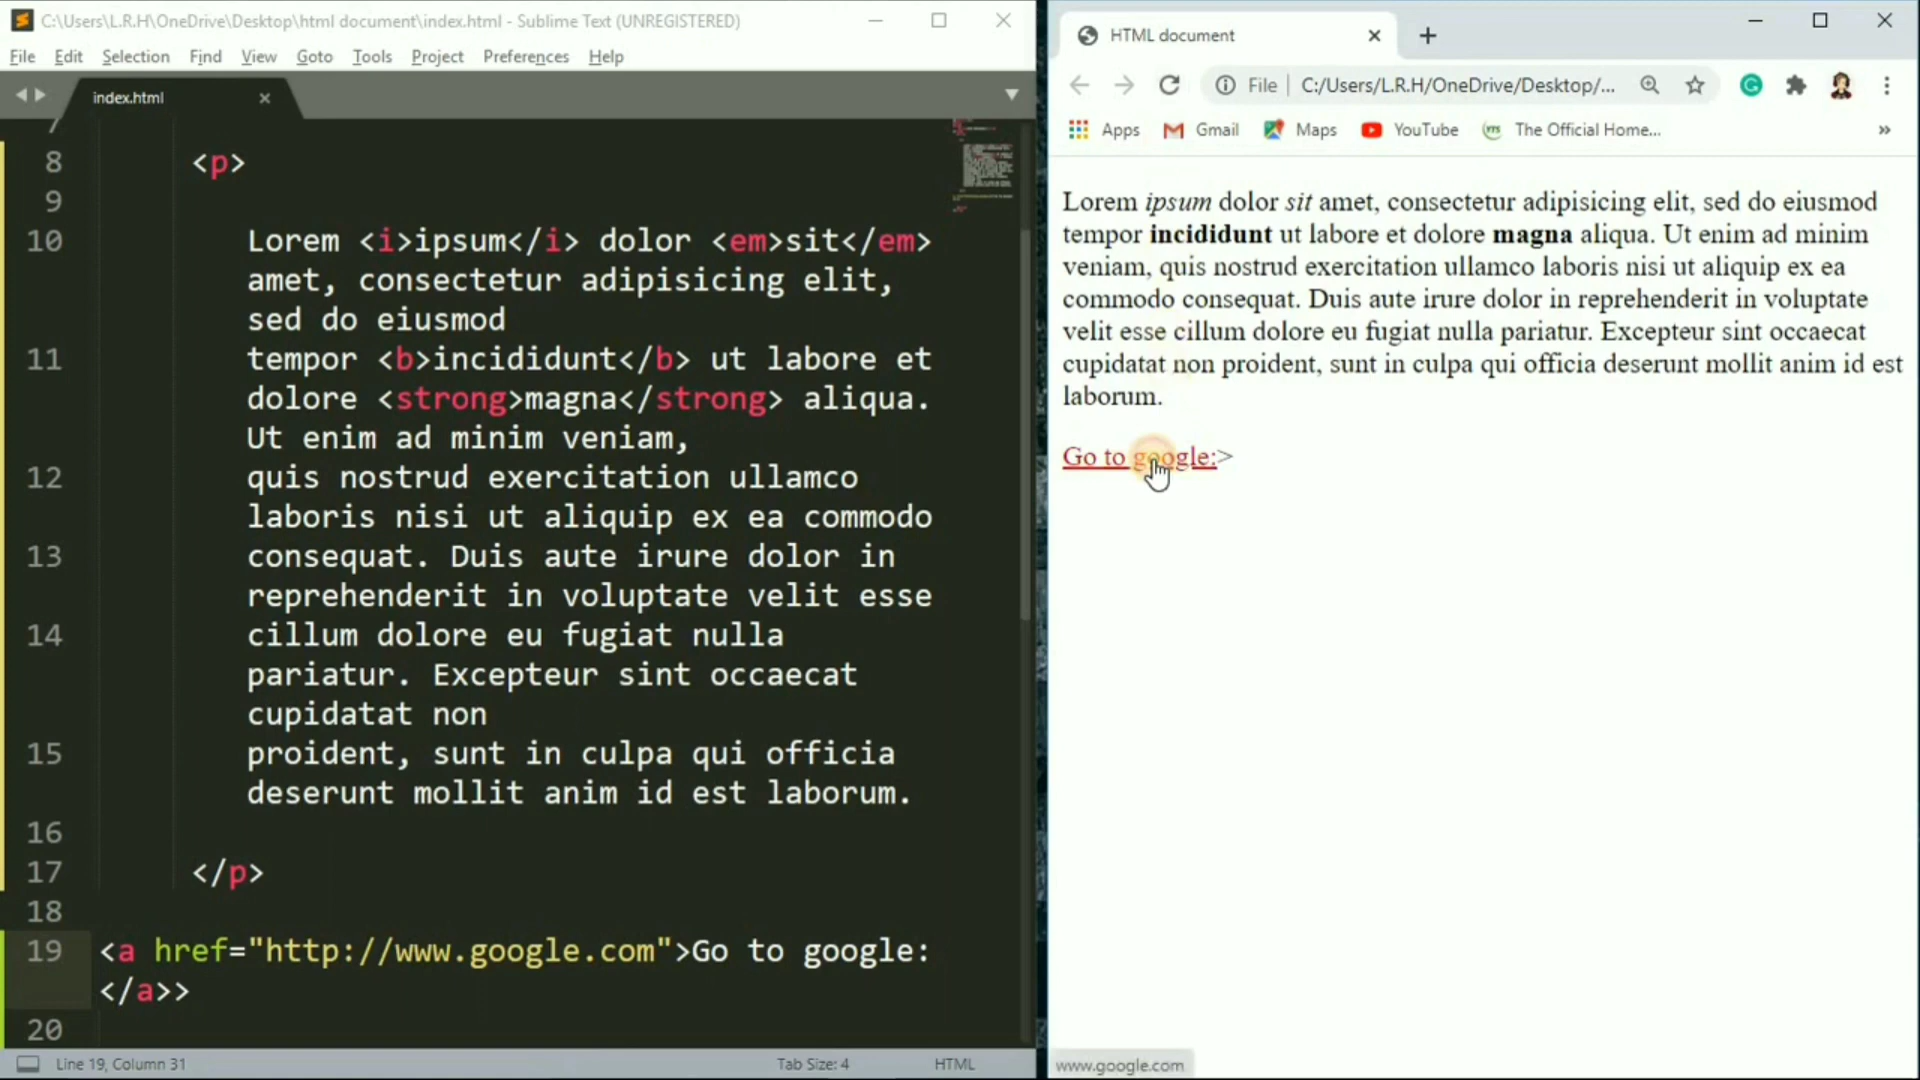 C:\Users\L.R.H\OneDrive\Desktop\html document\index.html - Sublime Text (UNREGISTERED)
File Edit Selection Find View Goto Tools Project Preferences Help
index.html
7
8 <p>
9
10 Lorem <i>ipsum</i> dolor <em>sit</em>
amet, consectetur adipisicing elit,
sed do eiusmod
11 tempor <b>incididunt</b> ut labore et
dolore <strong>magna</strong> aliqua.
Ut enim ad minim veniam,
12 quis nostrud exercitation ullamco
laboris nisi ut aliquip ex ea commodo
13 consequat. Duis aute irure dolor in
reprehenderit in voluptate velit esse
14 cillum dolore eu fugiat nulla
pariatur. Excepteur sint occaecat
cupidatat non
15 proident, sunt in culpa qui officia
deserunt mollit anim id est laborum.
16
17 </p>
18
19 <a href="http://www.google.com">Go to google:
</a>>
20
Line 19, Column 31 Tab Size: 4 HTML
HTML document
File C:/Users/L.R.H/OneDrive/Desktop/...
Apps Gmail Maps YouTube The Official Home...
Lorem ipsum dolor sit amet, consectetur adipisicing elit, sed do eiusmod
tempor incididunt ut labore et dolore magna aliqua. Ut enim ad minim
veniam, quis nostrud exercitation ullamco laboris nisi ut aliquip ex ea
commodo consequat. Duis aute irure dolor in reprehenderit in voluptate
velit esse cillum dolore eu fugiat nulla pariatur. Excepteur sint occaecat
cupidatat non proident, sunt in culpa qui officia deserunt mollit anim id est
laborum.
Go to google:>
www.google.com